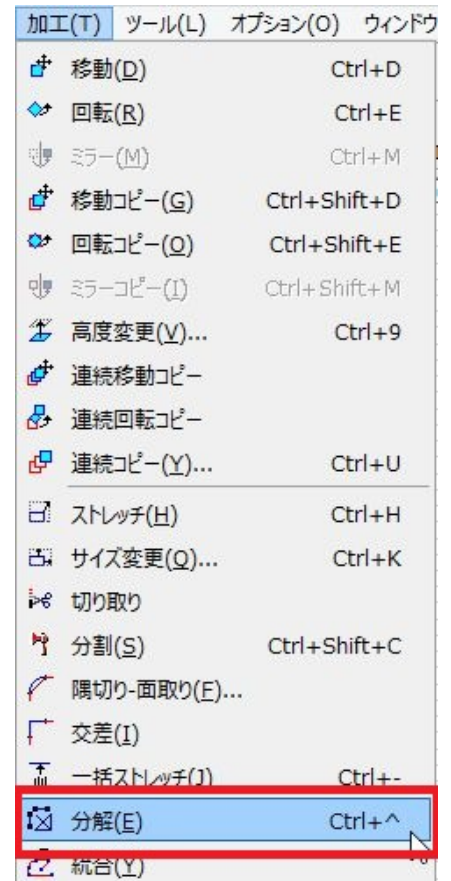 加工(T) ツール(L) オプション(O) ウィンドウ
移動(D) Ctrl+D
回転(R) Ctrl+E
ミラー(M) Ctrl+M
移動コピー(G) Ctrl+Shift+D
回転コピー(O) Ctrl+Shift+E
ミラーコピー(I) Ctrl+Shift+M
高度変更(V)... Ctrl+9
連続移動コピー
連続回転コピー
連続コピー(Y)... Ctrl+U
ストレッチ(H) Ctrl+H
サイズ変更(Q)... Ctrl+K
切り取り
分割(S) Ctrl+Shift+C
隅切り-面取り(F)...
交差(I)
一括ストレッチ(J) Ctrl+-
分解(E) Ctrl+^
統合(Y)